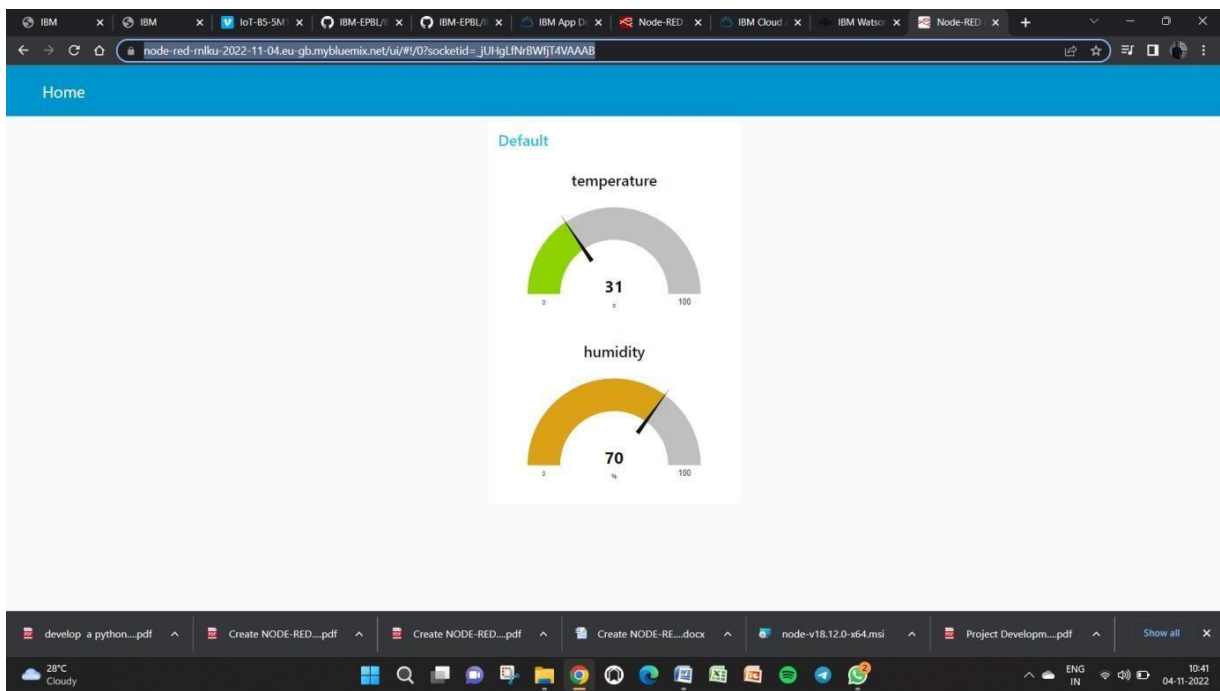 IBM
IBM
IoT-B5-5M1
IBM-EPBL/I
IBM-EPBL/I
IBM App D
Node-RED
IBM Cloud
IBM Watso
Node-RED
node-red-rnlku-2022-11-04.eu-gb.mybluemix.net/ui/#!/0?socketid=_jUHgLfNrBWfjT4VAAAB
Home
Default
temperature
31
0
c
100
humidity
70
0
%
100
develop a python....pdf
Create NODE-RED....pdf
Create NODE-RED....pdf
Create NODE-RE....docx
node-v18.12.0-x64.msi
Project Developm....pdf
Show all
28°C
Cloudy
2
ENG
IN
10:41
04-11-2022